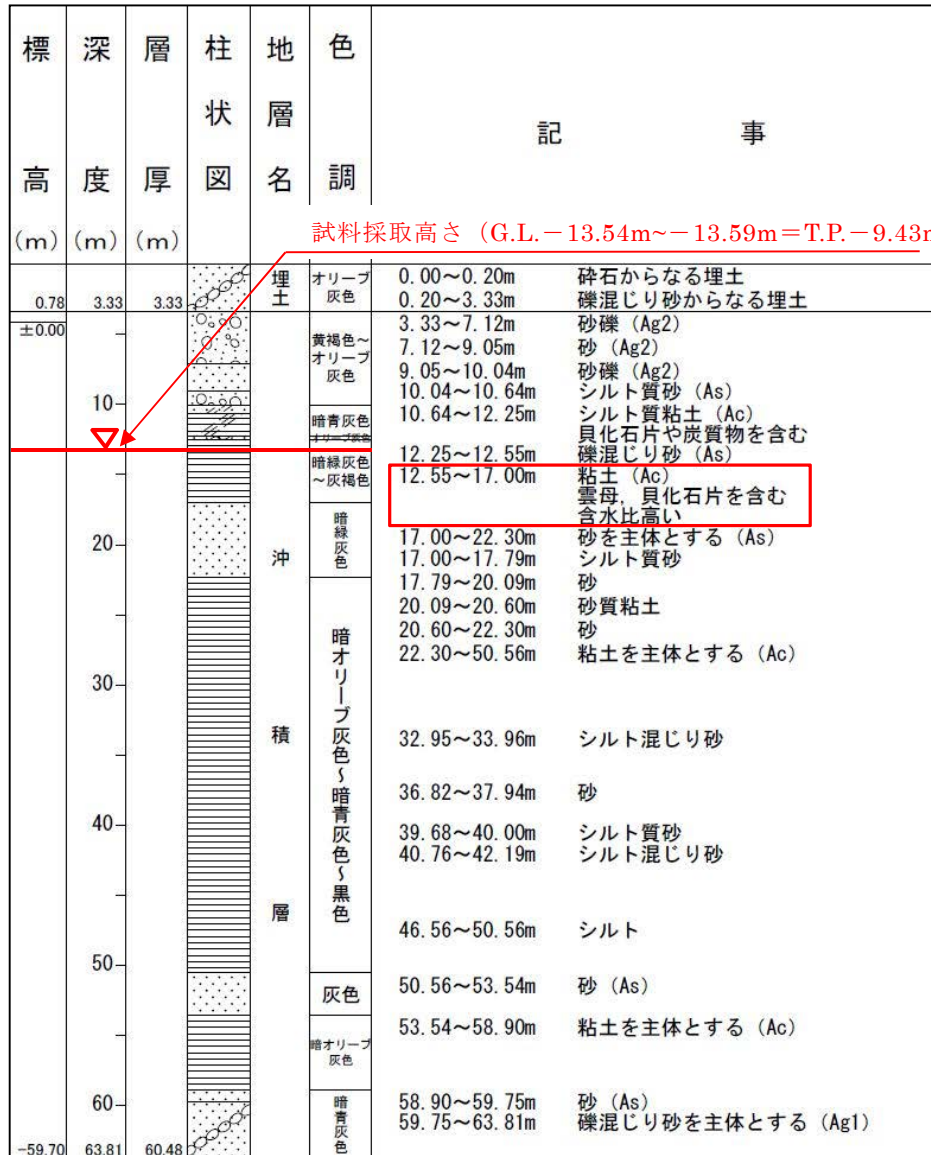 標高(m) 深度(m) 層厚(m) 柱状図 地層名 色調 記事
試料採取高さ（G.L.－13.54m~－13.59m＝T.P.－9.43m
0.78 3.33 3.33 埋土 オリーブ灰色
0.00～0.20m 砕石からなる埋土
0.20～3.33m 礫混じり砂からなる埋土
±0.00
沖積層
黄褐色～オリーブ灰色
3.33～7.12m 砂礫（Ag2）
7.12～9.05m 砂（Ag2）
9.05～10.04m 砂礫（Ag2）
10
10.04～10.64m シルト質砂（As）
暗青灰色
10.64～12.25m シルト質粘土（Ac）
貝化石片や炭質物を含む
オリーブ灰色
12.25～12.55m 礫混じり砂（As）
暗緑灰色～灰褐色
12.55～17.00m 粘土（Ac）
雲母，貝化石片を含む
含水比高い
暗緑灰色
17.00～22.30m 砂を主体とする（As）
17.00～17.79m シルト質砂
17.79～20.09m 砂
20
20.09～20.60m 砂質粘土
20.60～22.30m 砂
暗オリーブ灰色～暗青灰色～黒色
22.30～50.56m 粘土を主体とする（Ac）
30
32.95～33.96m シルト混じり砂
36.82～37.94m 砂
40
39.68～40.00m シルト質砂
40.76～42.19m シルト混じり砂
46.56～50.56m シルト
50
灰色
50.56～53.54m 砂（As）
暗オリーブ灰色
53.54～58.90m 粘土を主体とする（Ac）
60
暗青灰色
58.90～59.75m 砂（As）
59.75～63.81m 礫混じり砂を主体とする（Ag1）
-59.70 63.81 60.48